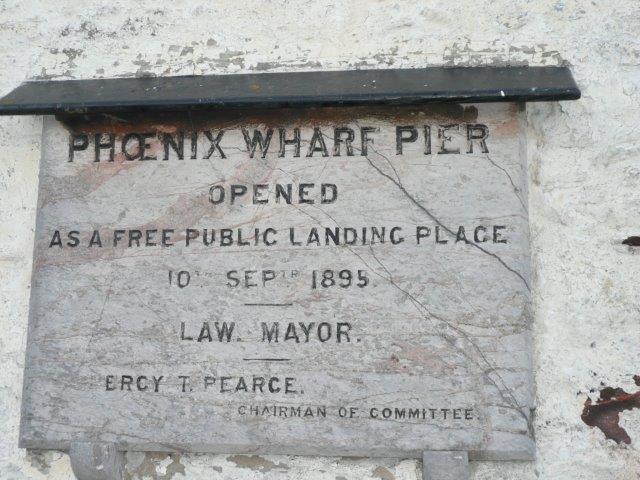 PHŒNIX WHARF PIER
OPENED
AS A FREE PUBLIC LANDING PLACE
10TH SEPTR 1895
LAW. MAYOR.
ERCY T. PEARCE.
CHAIRMAN OF COMMITTEE.